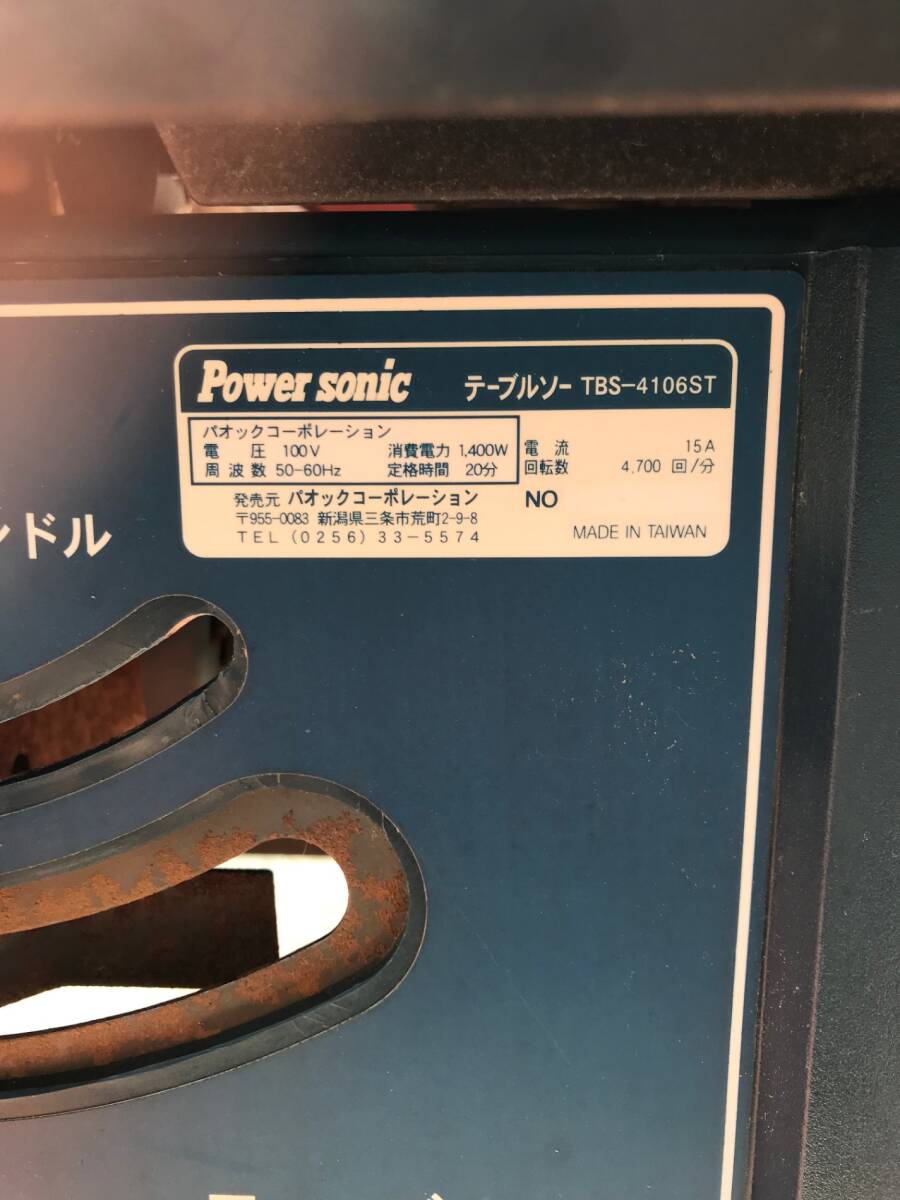 Power sonic テーブルソー TBS-4106ST
パオックコーポレーション
電圧 100V 消費電力 1,400W 電流 15A
周波数 50-60Hz 定格時間 20分 回転数 4,700 回/分
発売元 パオックコーポレーション NO
〒955-0083 新潟県三条市荒町2-9-8
TEL (0256) 33-5574 MADE IN TAIWAN
ンドル